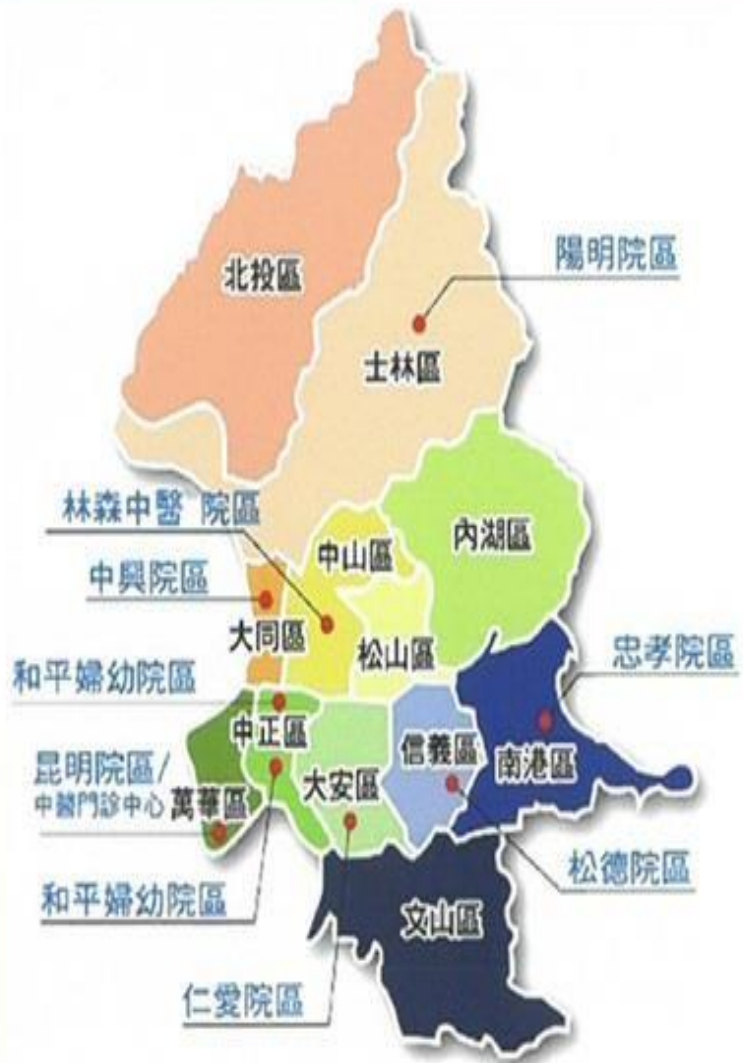 陽明院區
北投區
士林區
林森中醫 院區
中山區
內湖區
中興院區
大同區
松山區
忠孝院區
和平婦幼院區
中正區
信義區
南港區
昆明院區/
中醫門診中心
萬華區
大安區
松德院區
和平婦幼院區
文山區
仁愛院區